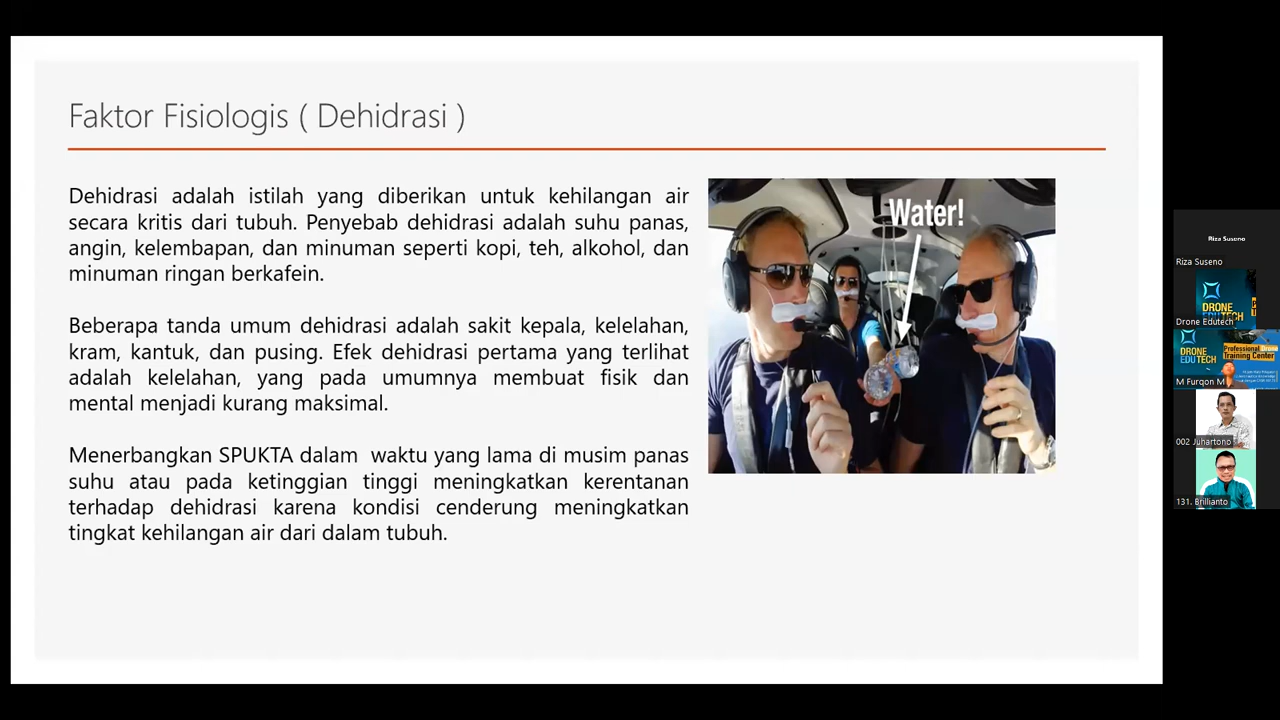 Faktor Fisiologis ( Dehidrasi )
Dehidrasi adalah istilah yang diberikan untuk kehilangan air
secara kritis dari tubuh. Penyebab dehidrasi adalah suhu panas,
angin, kelembapan, dan minuman seperti kopi, teh, alkohol, dan
minuman ringan berkafein.
Beberapa tanda umum dehidrasi adalah sakit kepala, kelelahan,
kram, kantuk, dan pusing. Efek dehidrasi pertama yang terlihat
adalah kelelahan, yang pada umumnya membuat fisik dan
mental menjadi kurang maksimal.
Menerbangkan SPUKTA dalam  waktu yang lama di musim panas
suhu atau pada ketinggian tinggi meningkatkan kerentanan
terhadap dehidrasi karena kondisi cenderung meningkatkan
tingkat kehilangan air dari dalam tubuh.
Water!
Riza Suseno
Riza Suseno
DRONE
EDUTECH
Drone Edutech
DRONE
EDUTECH
Professional Drone
Training Center
M Furqon M
002 Juhartono
131. Brillianto